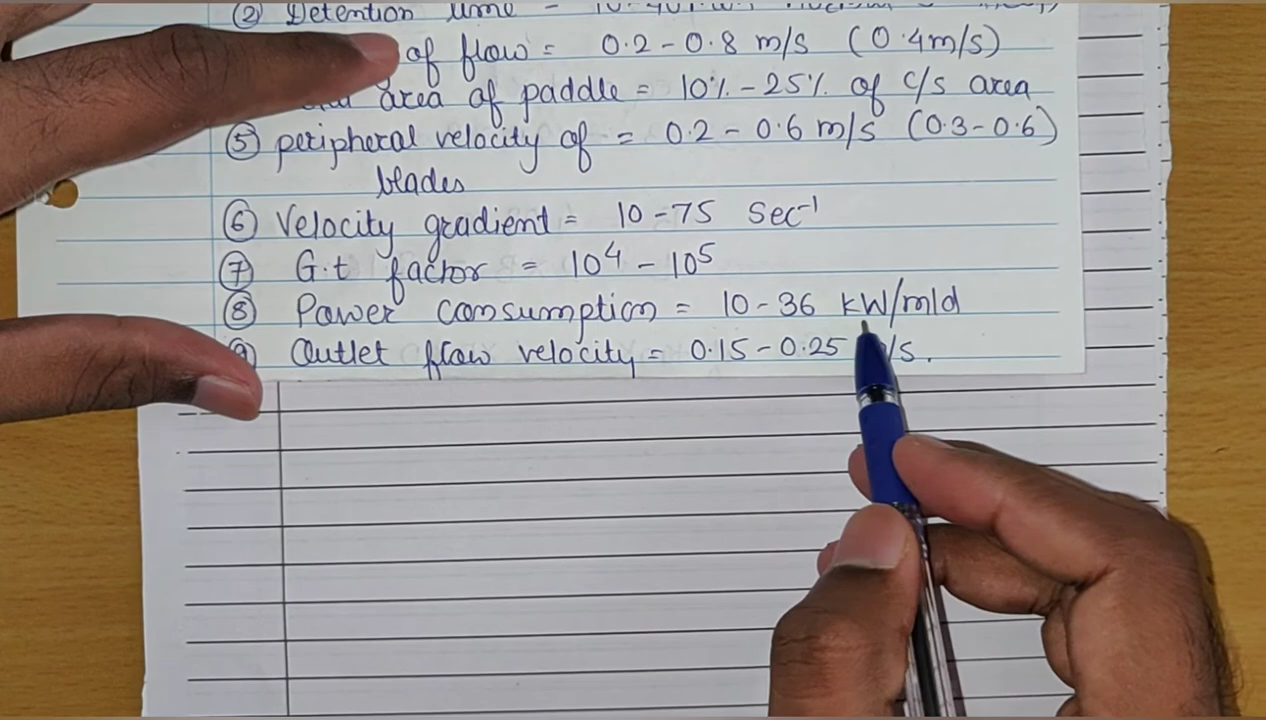 ② Detention time =
of flow = 0.2 - 0.8 m/s (0.4m/s)
area of paddle = 10% - 25% of c/s area
⑤ peripheral velocity of = 0.2 - 0.6 m/s (0.3-0.6)
blades
⑥ Velocity gradient = 10 - 75 Sec⁻¹
⑦ G.t factor = 10⁴ - 10⁵
⑧ Power Consumption = 10 - 36 kW/mld
⑨ Outlet flow velocity = 0.15 - 0.25 /s.